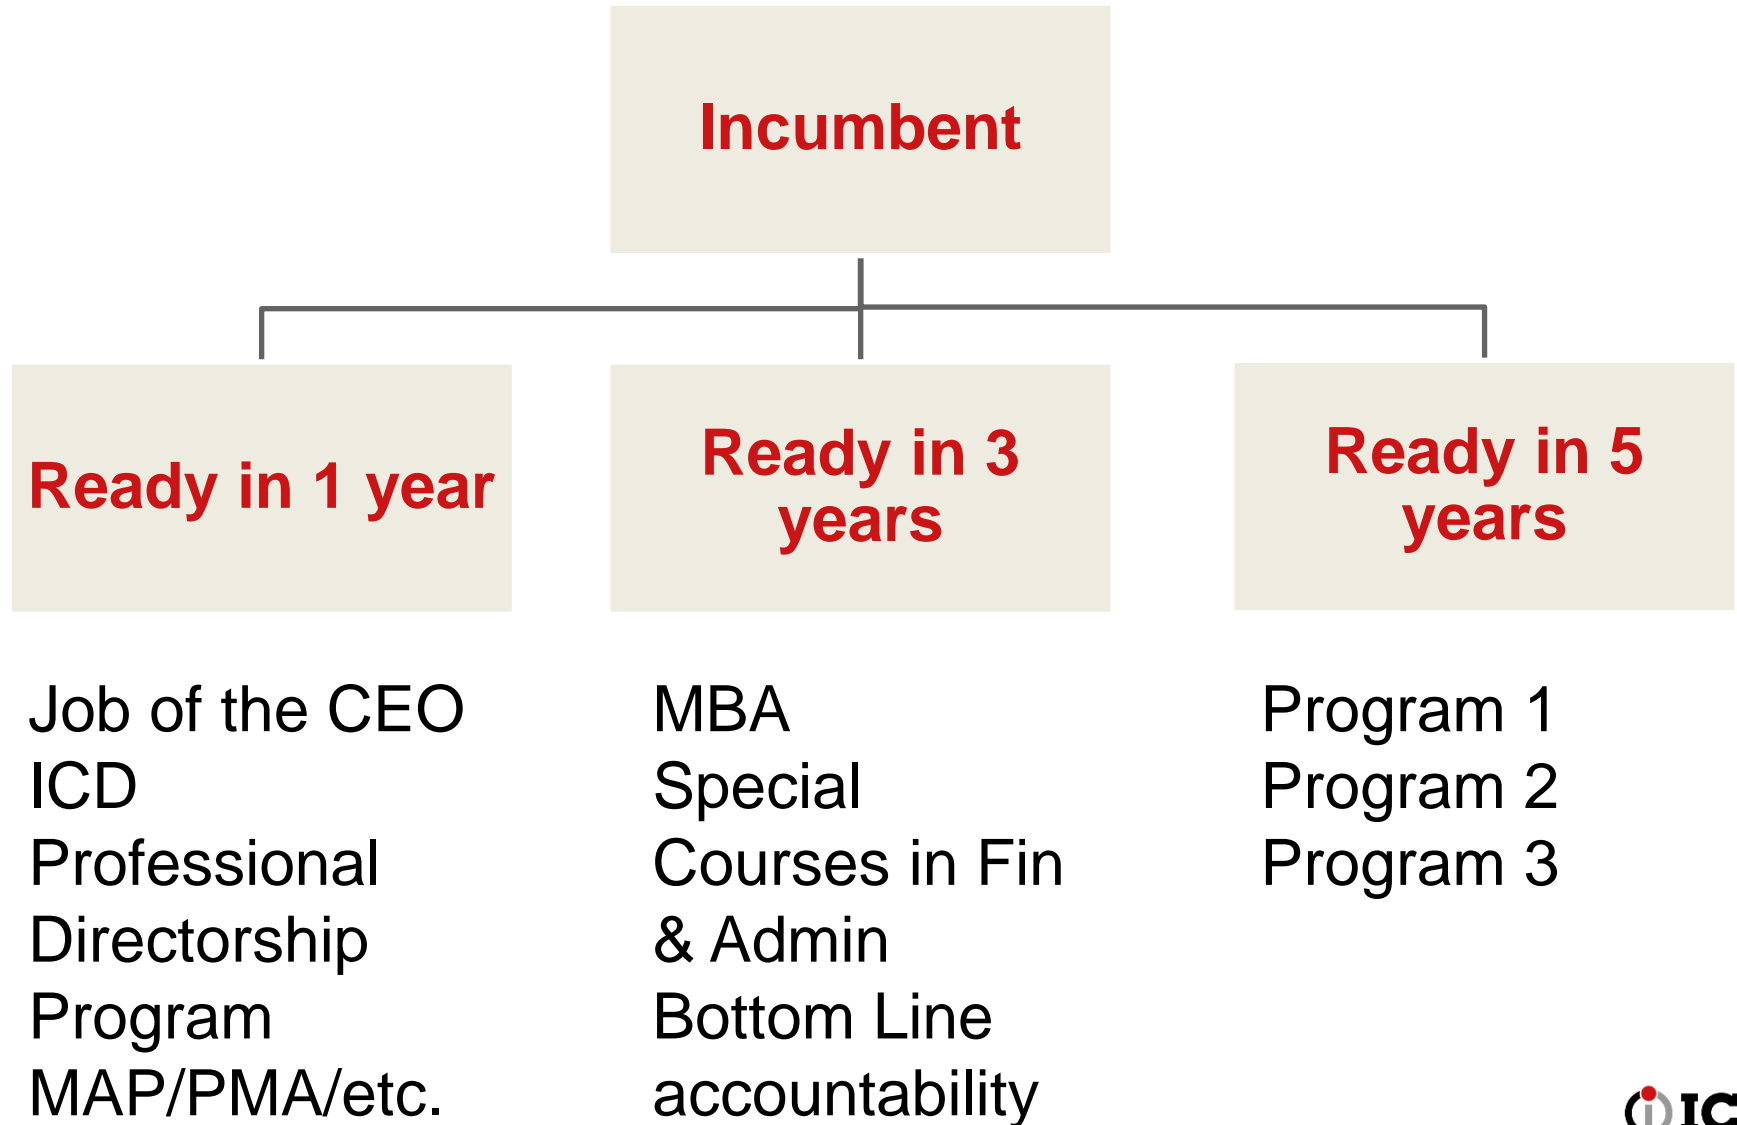 Incumbent
Ready in 1 year
Ready in 3
years
Ready in 5
years
Job of the CEO
ICD
Professional
Directorship
Program
MAP/PMA/etc.
MBA
Special
Courses in Fin
& Admin
Bottom Line
accountability
Program 1
Program 2
Program 3
IC